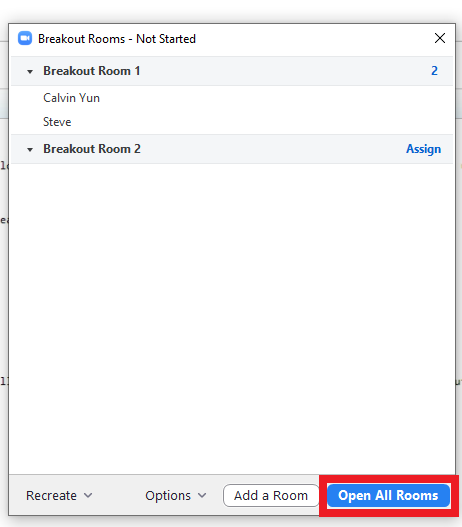 Breakout Rooms - Not Started
Breakout Room 1 2
Calvin Yun
Steve
Breakout Room 2 Assign
Recreate Options Add a Room Open All Rooms